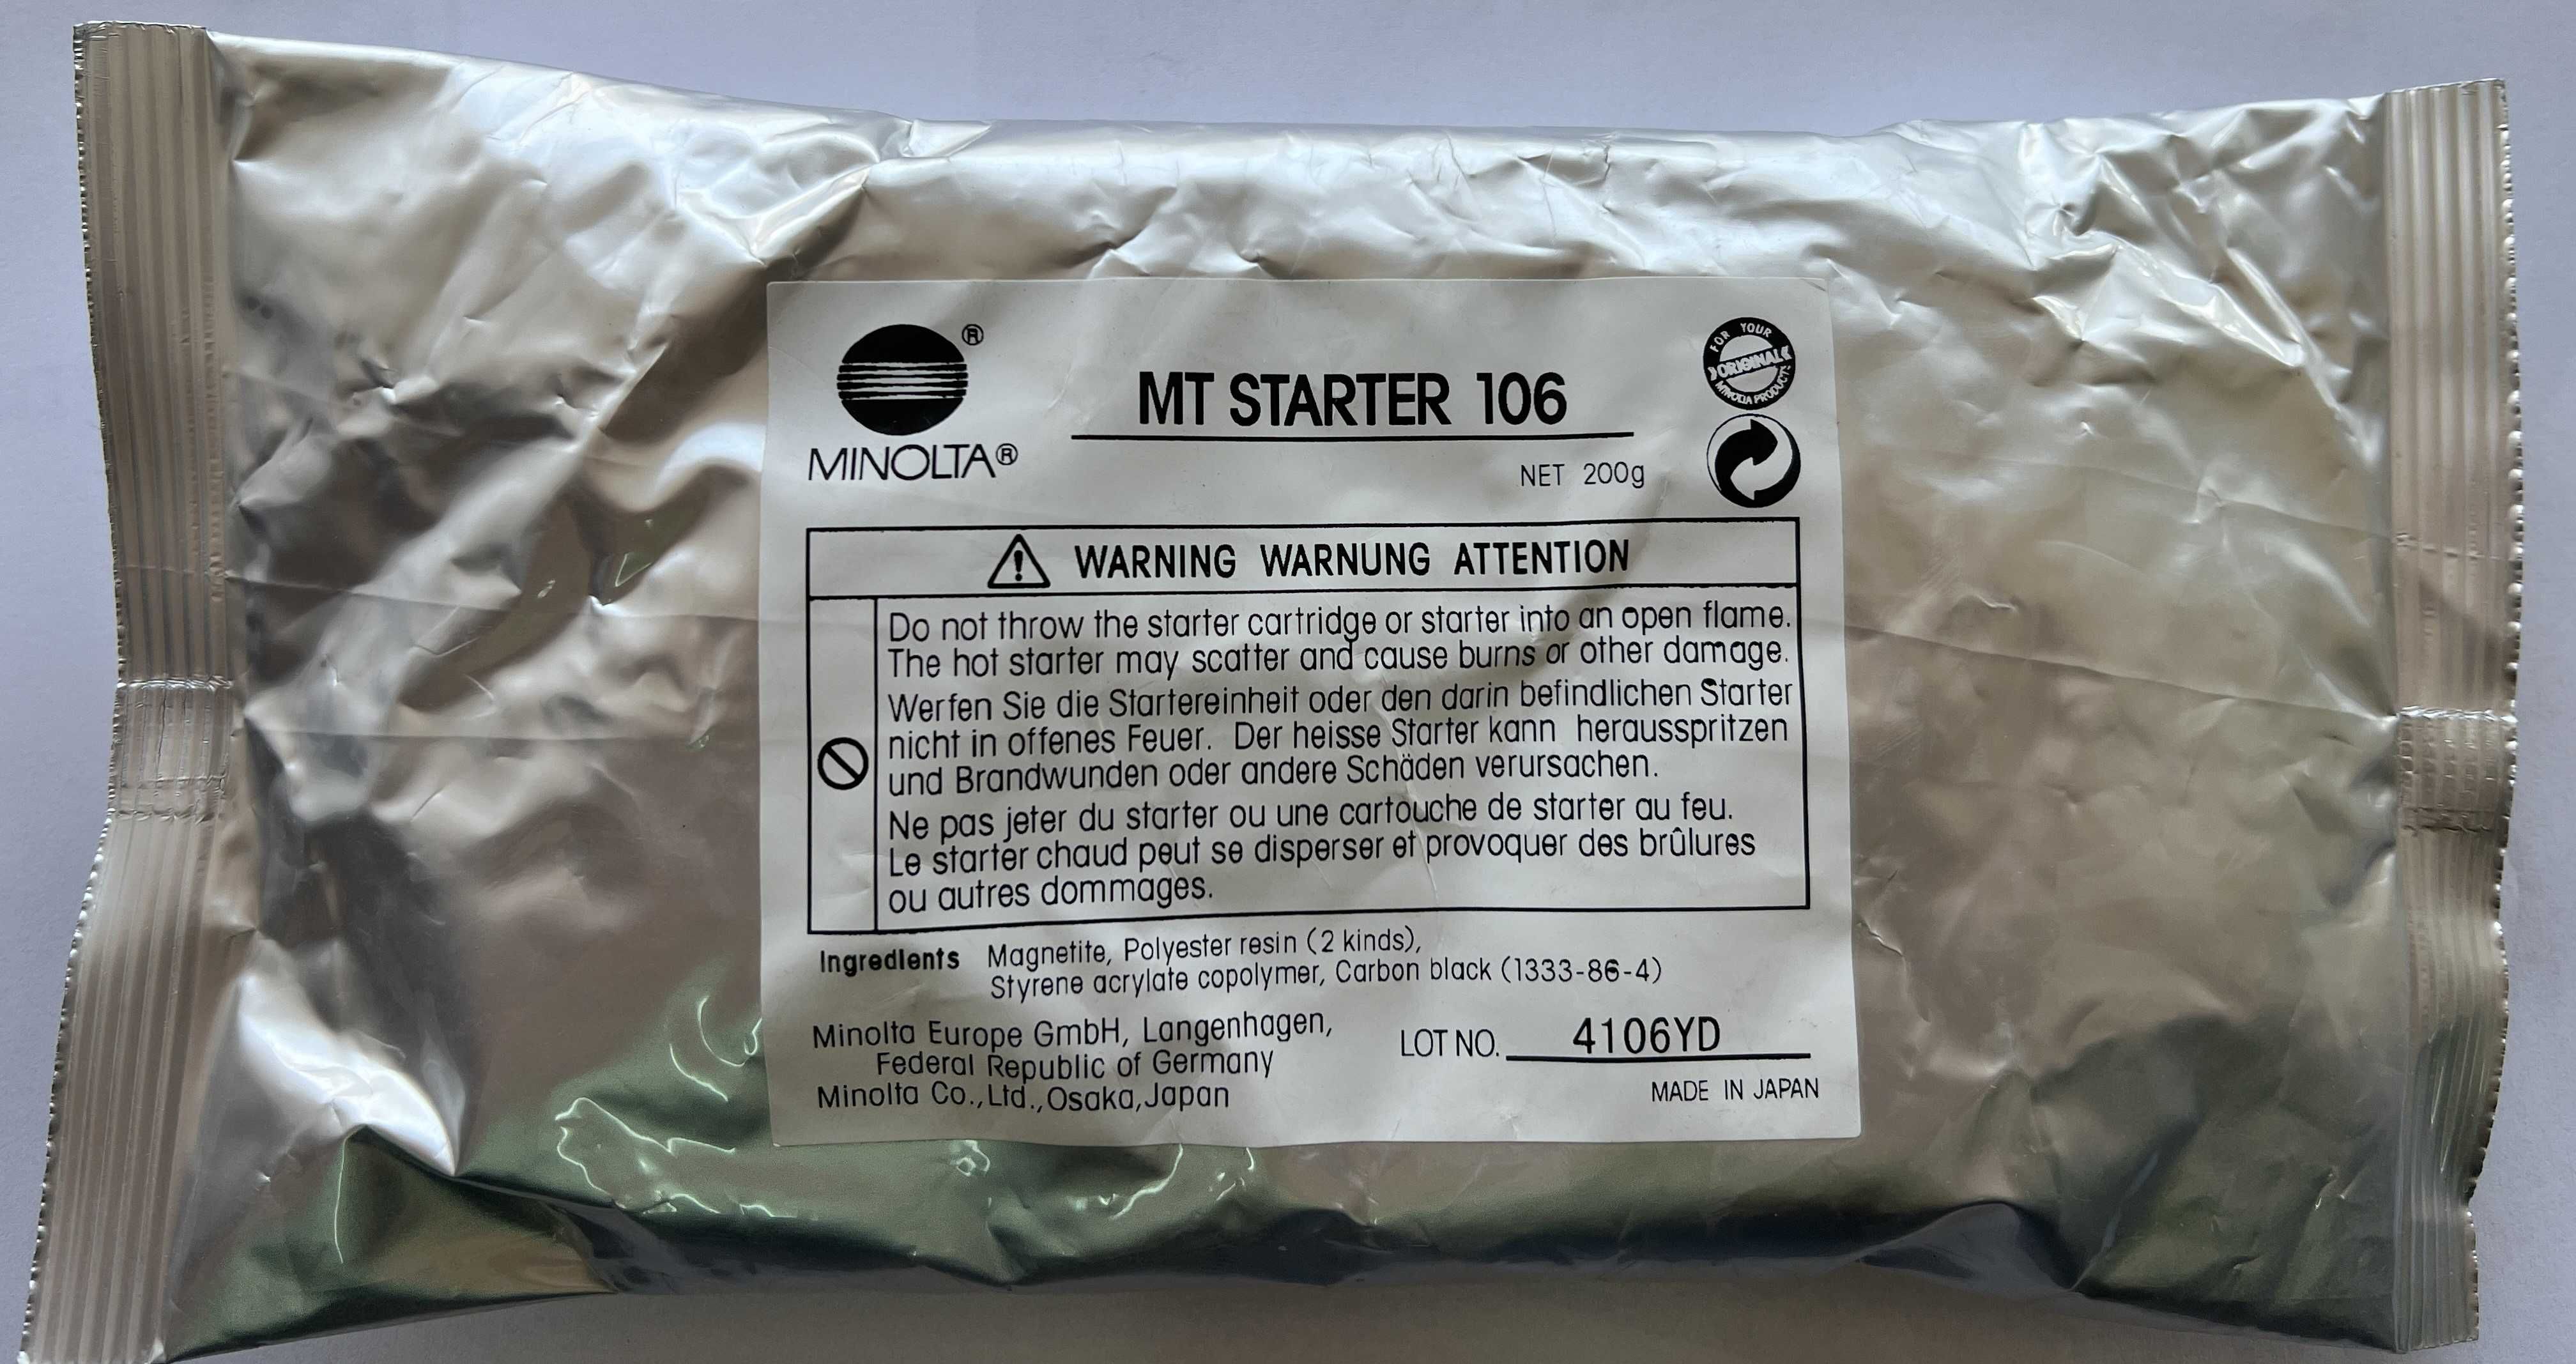 ®
MINOLTA®
MT STARTER 106
NET 200g
FOR YOUR
ORIGINAL
MINOLTA PRODUCTS
WARNING WARNUNG ATTENTION
Do not throw the starter cartridge or starter into an open flame.
The hot starter may scatter and cause burns or other damage.
Werfen Sie die Startereinheit oder den darin befindlichen Starter
nicht in offenes Feuer. Der heisse Starter kann herausspritzen
und Brandwunden oder andere Schäden verursachen.
Ne pas jeter du starter ou une cartouche de starter au feu.
Le starter chaud peut se disperser et provoquer des brûlures
ou autres dommages.
Ingredients Magnetite, Polyester resin (2 kinds),
Styrene acrylate copolymer, Carbon black (1333-86-4)
Minolta Europe GmbH, Langenhagen,
Federal Republic of Germany
Minolta Co., Ltd., Osaka, Japan
LOT NO. 4106YD
MADE IN JAPAN